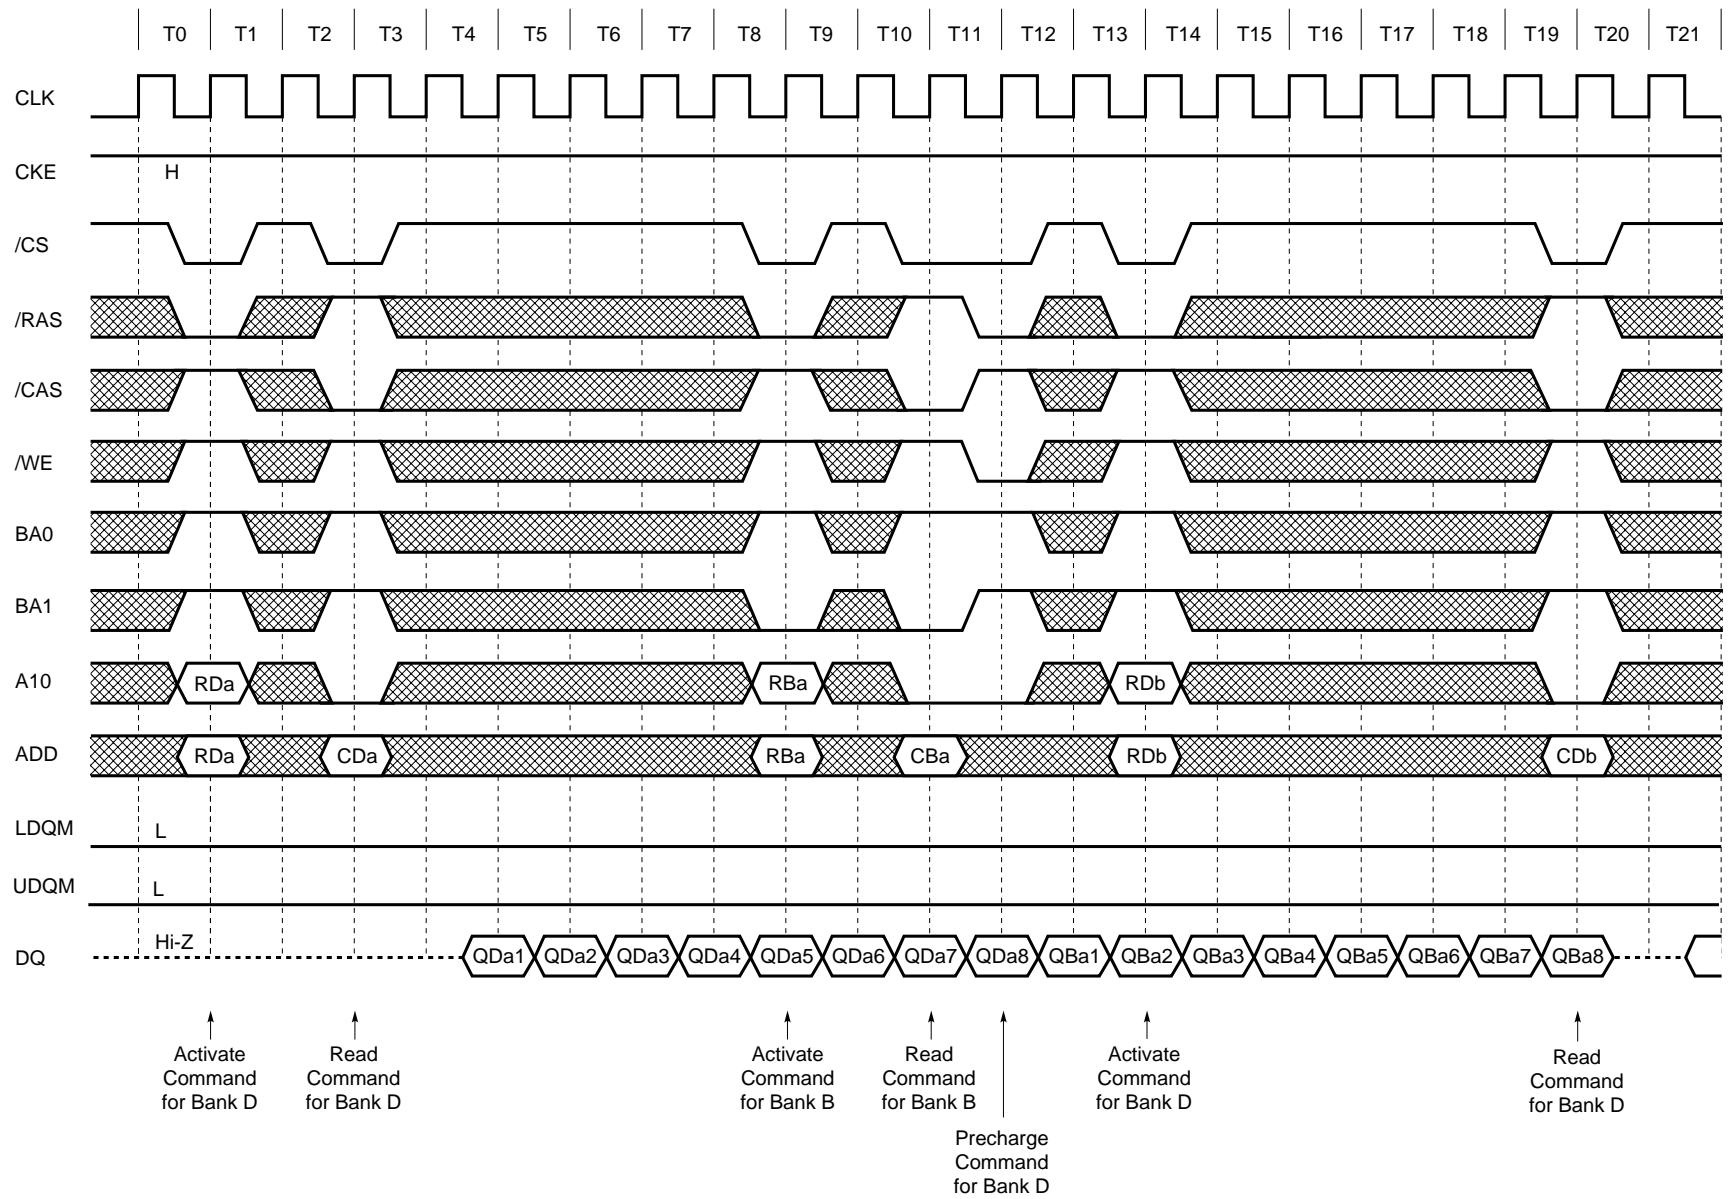 T0 T1 T2 T3 T4 T5 T6 T7 T8 T9 T10 T11 T12 T13 T14 T15 T16 T17 T18 T19 T20 T21
CLK
CKE
H
/CS
/RAS
/CAS
/WE
BA0
BA1
A10 RDa RBa RDb
ADD RDa CDa RBa CBa RDb CDb
LDQM
L
UDQM
L
Hi-Z
DQ QDa1 QDa2 QDa3 QDa4 QDa5 QDa6 QDa7 QDa8 QBa1 QBa2 QBa3 QBa4 QBa5 QBa6 QBa7 QBa8
Activate
Command
for Bank D
Read
Command
for Bank D
Activate
Command
for Bank B
Read
Command
for Bank B
Precharge
Command
for Bank D
Activate
Command
for Bank D
Read
Command
for Bank D